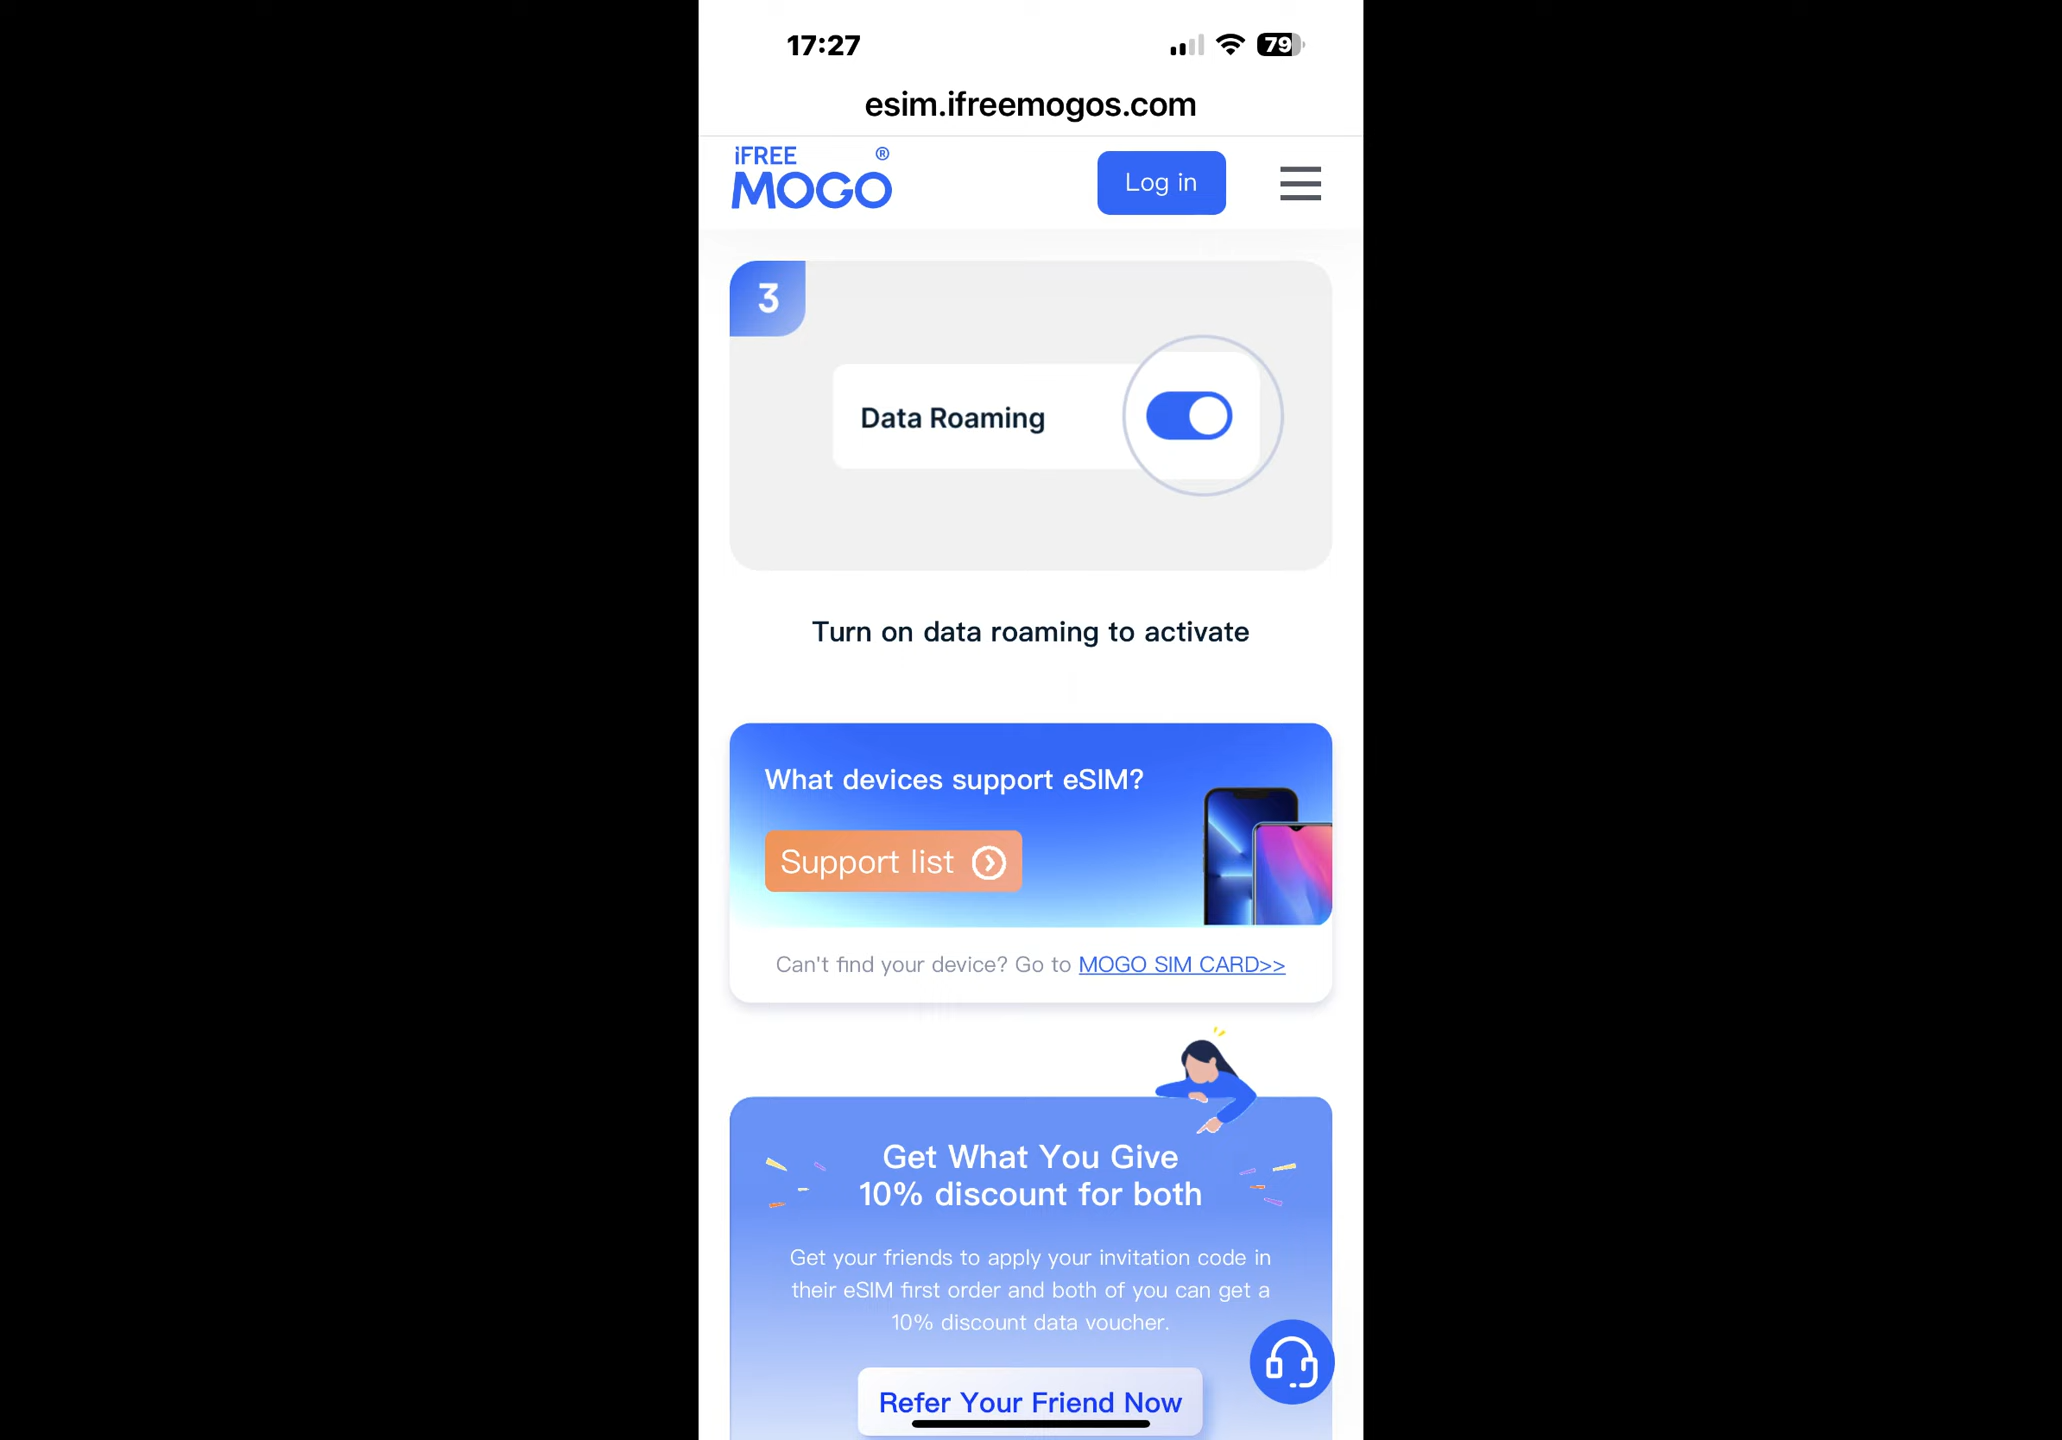 17:27
79
esim.ifreemogos.com
iFREE ®
MOGO
Log in
3
Data Roaming
Turn on data roaming to activate
What devices support eSIM?
Support list
Can't find your device? Go to MOGO SIM CARD>>
Get What You Give
10% discount for both
Get your friends to apply your invitation code in
their eSIM first order and both of you can get a
10% discount data voucher.
Refer Your Friend Now